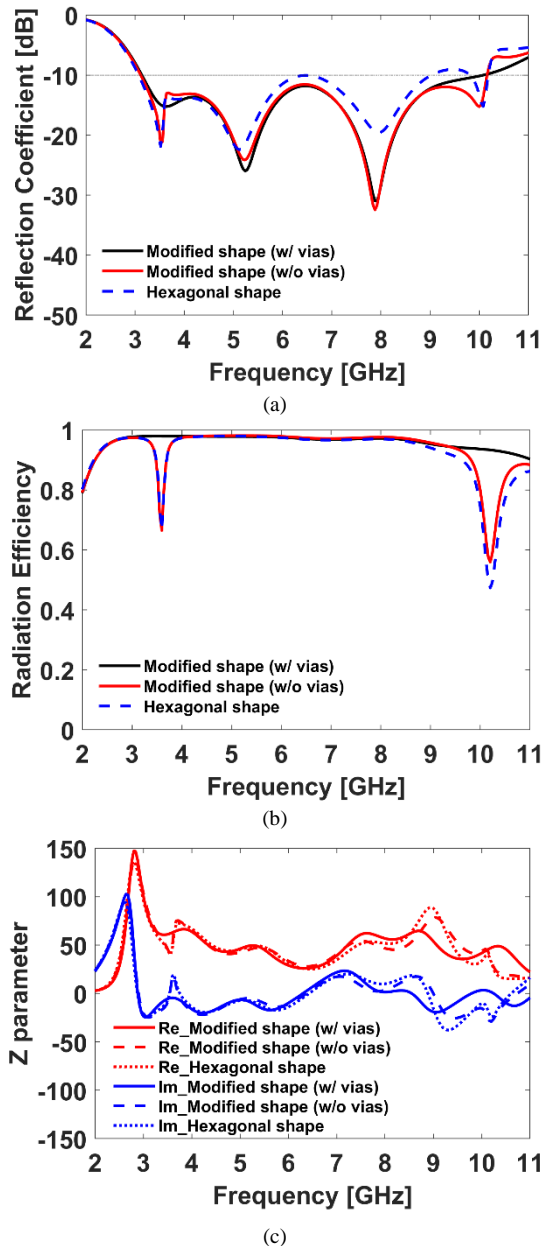 0
-10
-20
-30
-40
-50
Reflection Coefficient [dB]
Modified shape (w/ vias)
Modified shape (w/o vias)
Hexagonal shape
2 3 4 5 6 7 8 9 10 11
Frequency [GHz]
(a)
1
0.8
0.6
0.4
0.2
0
Radiation Efficiency
Modified shape (w/ vias)
Modified shape (w/o vias)
Hexagonal shape
2 3 4 5 6 7 8 9 10 11
Frequency [GHz]
(b)
150
100
50
0
-50
-100
-150
Z parameter
Re_Modified shape (w/ vias)
Re_Modified shape (w/o vias)
Re_Hexagonal shape
Im_Modified shape (w/ vias)
Im_Modified shape (w/o vias)
Im_Hexagonal shape
2 3 4 5 6 7 8 9 10 11
Frequency [GHz]
(c)